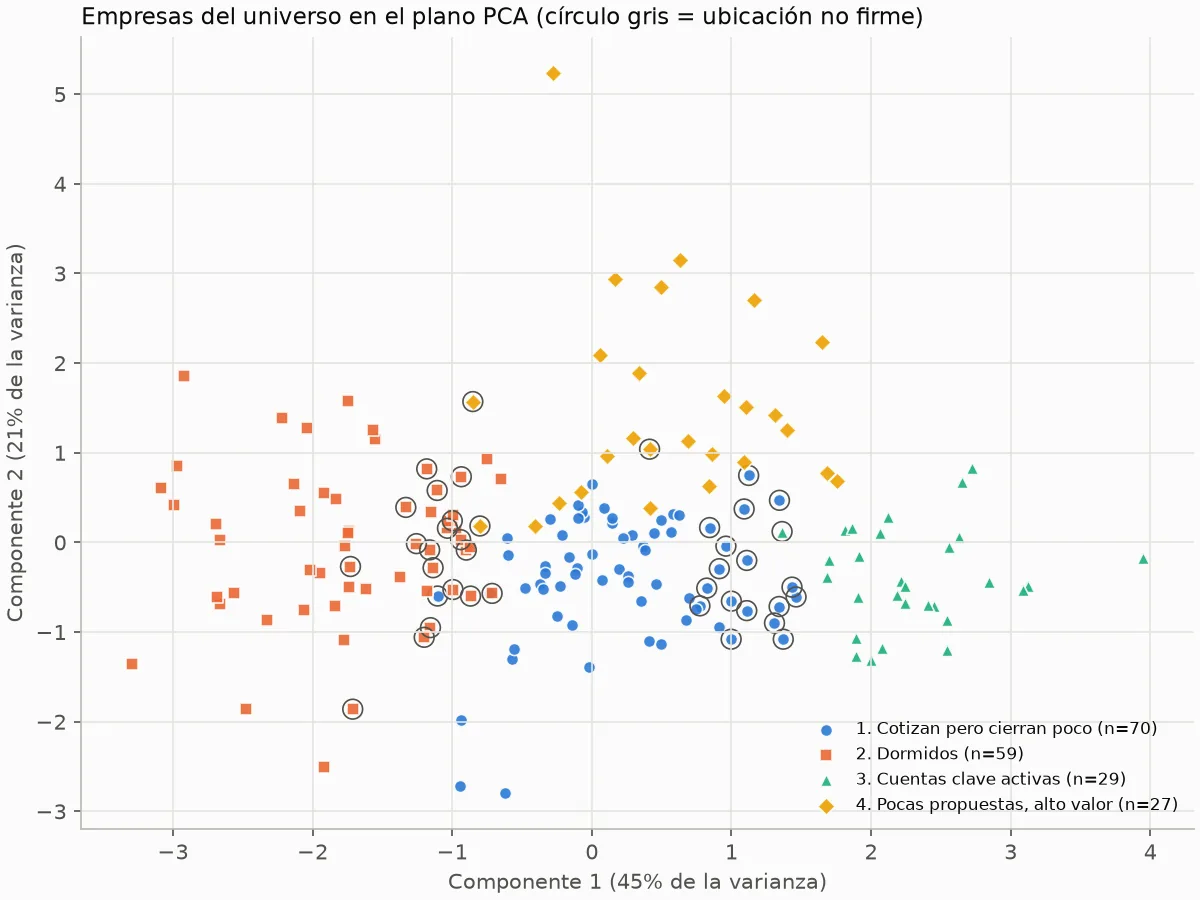 Empresas del universo en el plano PCA (círculo gris = ubicación no firme)
Componente 2 (21% de la varianza)
5
4
3
2
1
0
−1
−2
−3
1. Cotizan pero cierran poco (n=70)
2. Dormidos (n=59)
3. Cuentas clave activas (n=29)
4. Pocas propuestas, alto valor (n=27)
−3
−2
−1
0
1
2
3
4
Componente 1 (45% de la varianza)